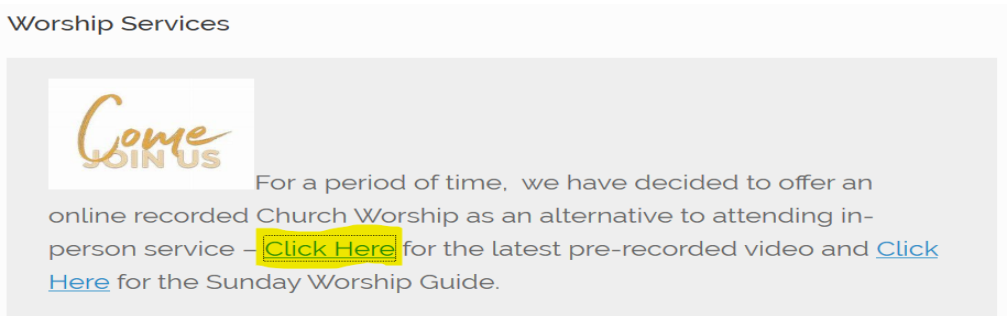 Worship Services
Come
JOIN US
For a period of time, we have decided to offer an
online recorded Church Worship as an alternative to attending in-
person service – Click Here for the latest pre-recorded video and Click
Here for the Sunday Worship Guide.